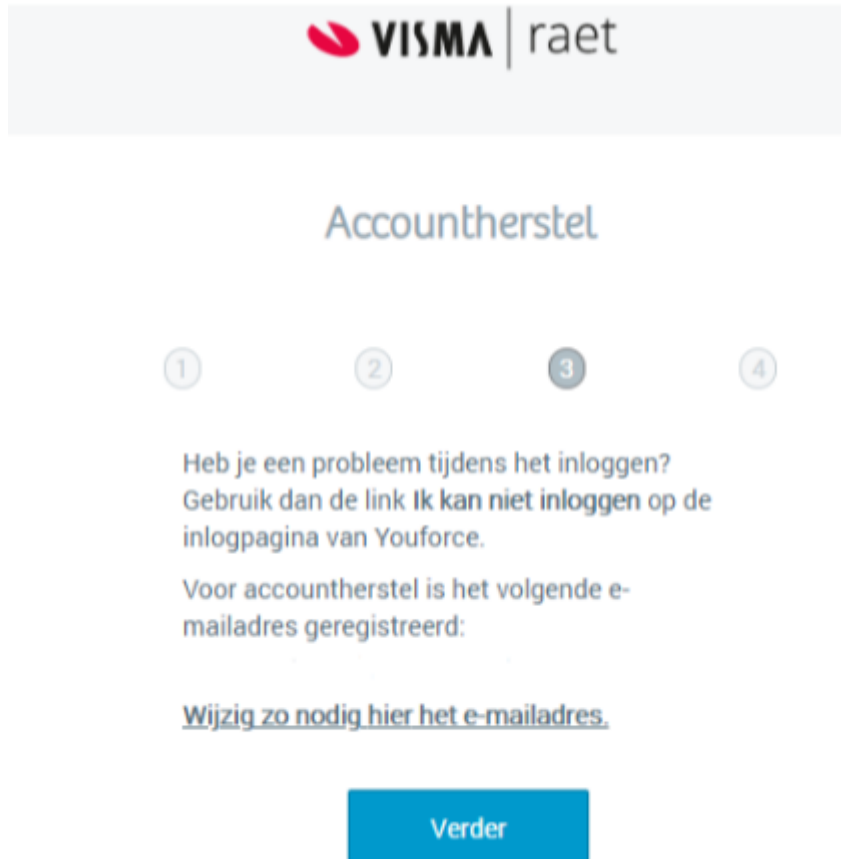 VISMA | raet
Accountherstel
1 2 3 4
Heb je een probleem tijdens het inloggen?
Gebruik dan de link Ik kan niet inloggen op de
inlogpagina van Youforce.
Voor accountherstel is het volgende e-
mailadres geregistreerd:
Wijzig zo nodig hier het e-mailadres.
Verder